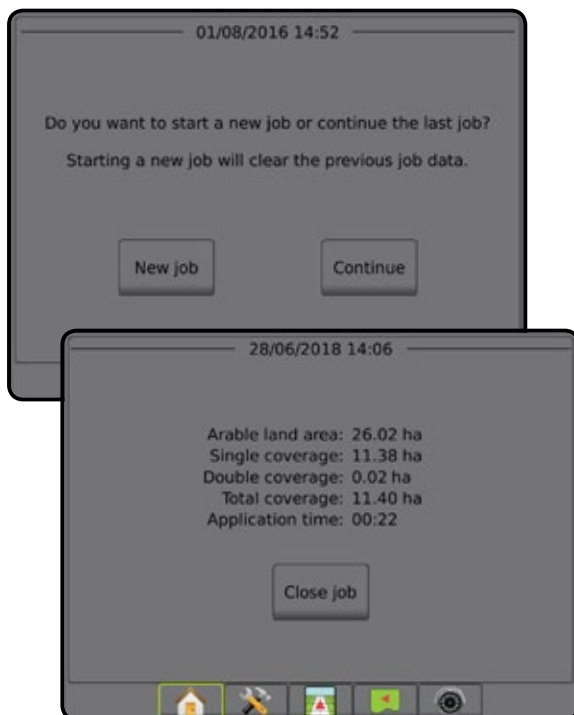 01/08/2016 14:52
Do you want to start a new job or continue the last job?
Starting a new job will clear the previous job data.
New job Continue
28/06/2018 14:06
Arable land area: 26.02 ha
Single coverage: 11.38 ha
Double coverage: 0.02 ha
Total coverage: 11.40 ha
Application time: 00:22
Close job